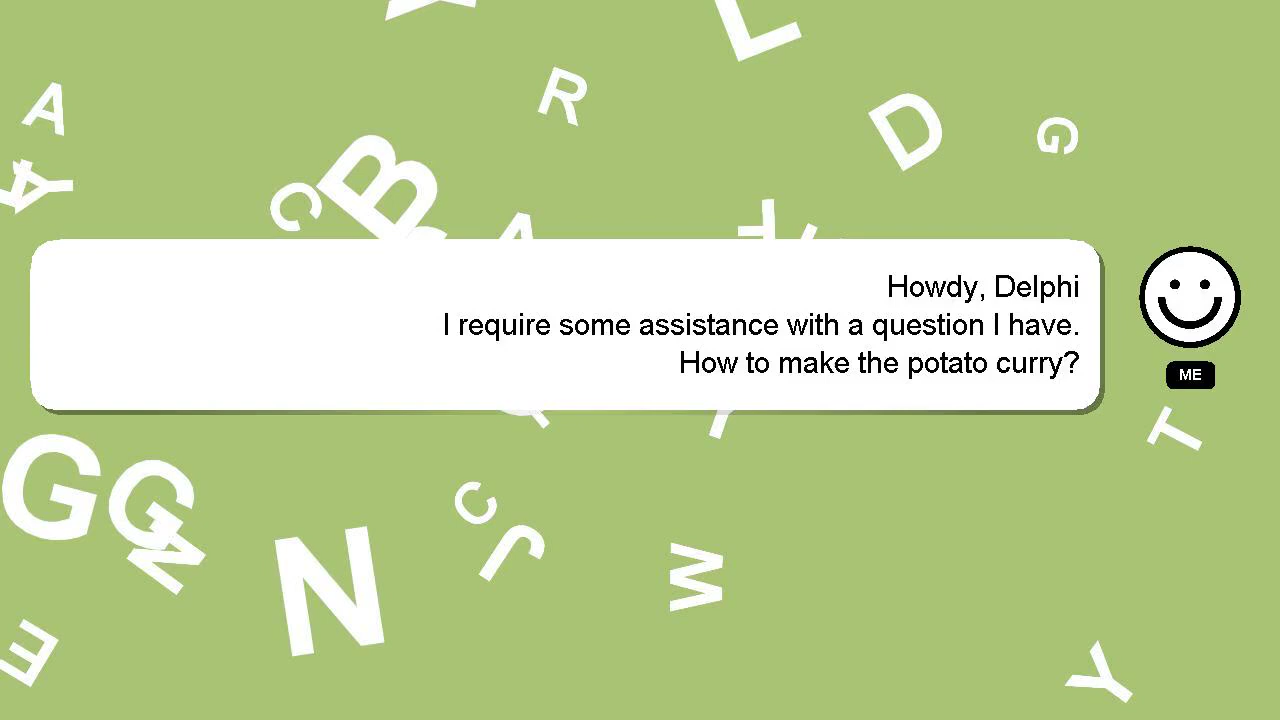 Howdy, Delphi
I require some assistance with a question I have.
How to make the potato curry?
ME
L
R
A
D
G
B
C
A
Y
A
Y
T
G
G
N
C
J
N
W
E
Y